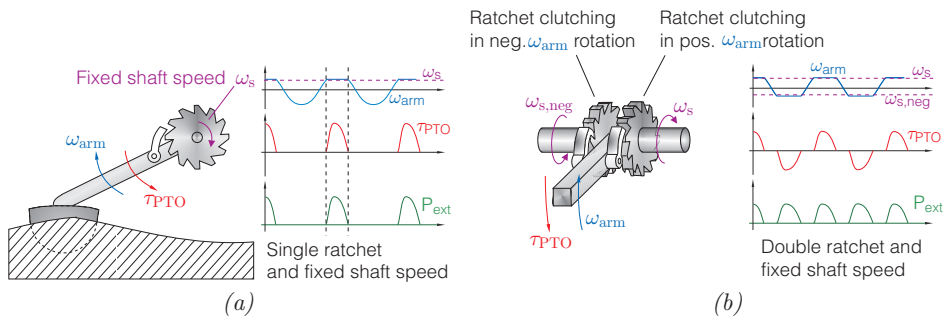 Fixed shaft speed
ωs
ωarm
τPTO
ωs
ωarm
τPTO
Pext
Single ratchet
and fixed shaft speed
(a)
Ratchet clutching
in neg. ωarm rotation
Ratchet clutching
in pos. ωarm rotation
ωs,neg
ωs
ωarm
τPTO
ωarm
ωs
ωs,neg
τPTO
Pext
Double ratchet and
fixed shaft speed
(b)